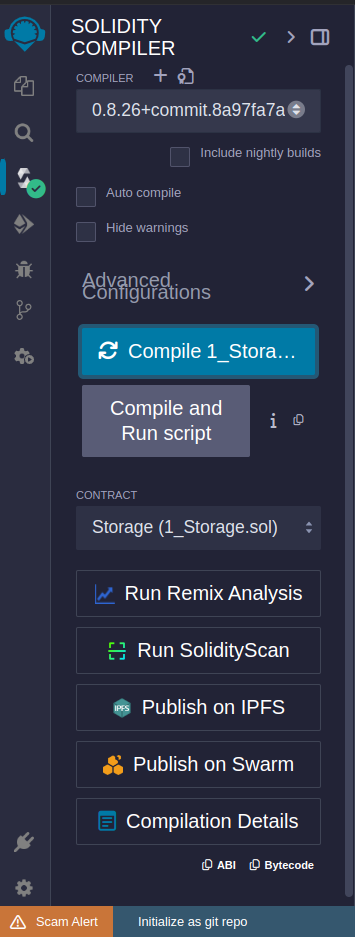 SOLIDITY
COMPILER
COMPILER
0.8.26+commit.8a97fa7a
Include nightly builds
Auto compile
Hide warnings
Advanced
Configurations
Compile 1_Stora...
Compile and
Run script
i
CONTRACT
Storage (1_Storage.sol)
Run Remix Analysis
Run SolidityScan
IPFS Publish on IPFS
Publish on Swarm
Compilation Details
ABI Bytecode
Scam Alert Initialize as git repo